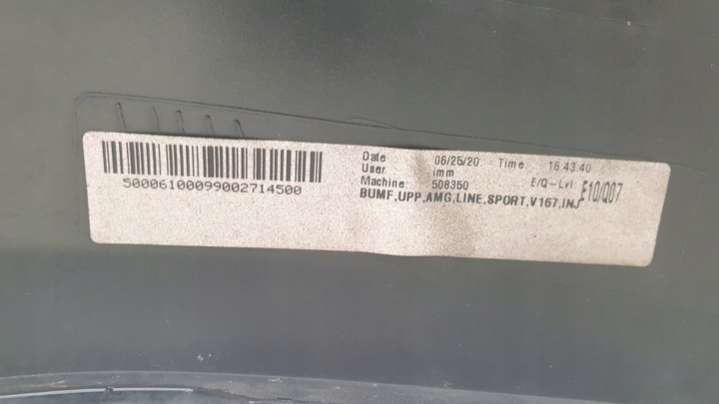 Date 06/25/20 Time 16:43:40
User imm
Machine: 508350 E/Q-Lvl E10/Q07
50006100099002714500
BUMF,UPP,AMG,LINE,SPORT,V167,INJ